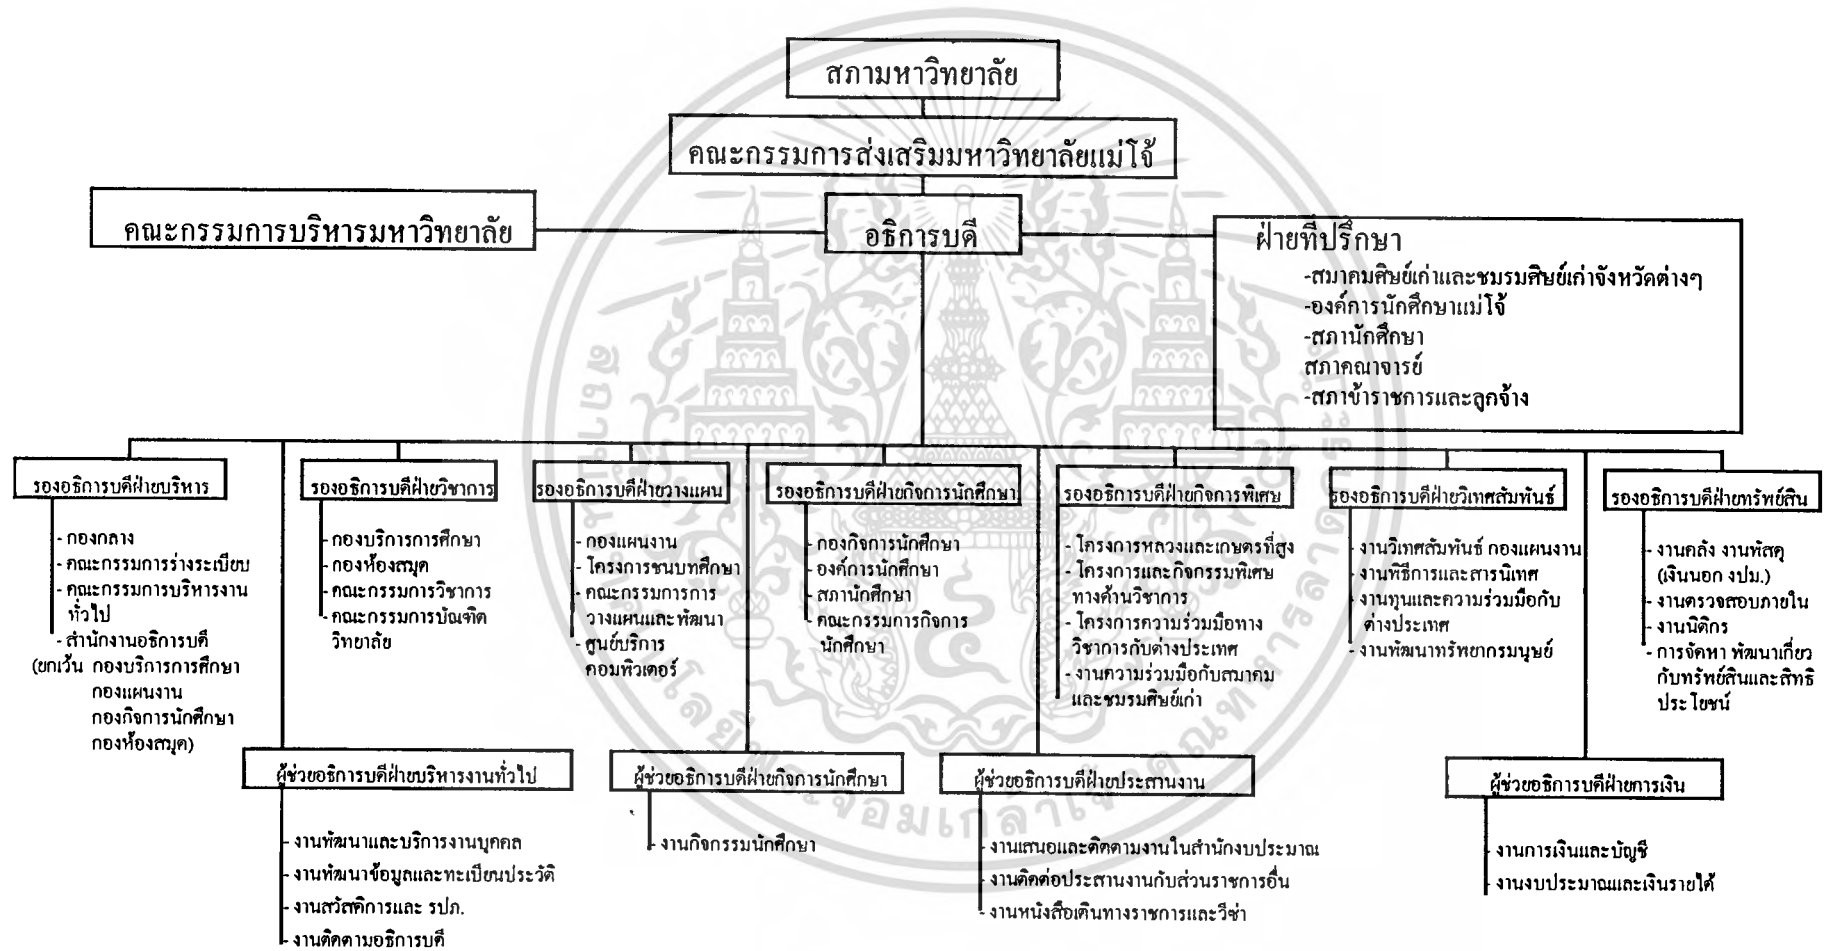 สภามหาวิทยาลัย
คณะกรรมการส่งเสริมมหาวิทยาลัยแม่โจ้
คณะกรรมการบริหารมหาวิทยาลัย
อธิการบดี
ฝ่ายที่ปรึกษา
-สมาคมศิษย์เก่าและชมรมศิษย์เก่าจังหวัดต่างๆ
-องค์การนักศึกษาแม่โจ้
-สภานักศึกษา
สภาคณาจารย์
-สภาข้าราชการและลูกจ้าง
รองอธิการบดีฝ่ายบริหาร
- กองกลาง
- คณะกรรมการร่างระเบียบ
- คณะกรรมการบริหารงาน
ทั่วไป
- สำนักงานอธิการบดี
(ยกเว้น กองบริการการศึกษา
กองแผนงาน
กองกิจการนักศึกษา
กองห้องสมุด)
รองอธิการบดีฝ่ายวิชาการ
- กองบริการการศึกษา
- กองห้องสมุด
- คณะกรรมการวิชาการ
- คณะกรรมการบัณฑิต
วิทยาลัย
รองอธิการบดีฝ่ายวางแผน
- กองแผนงาน
- โครงการชนบทศึกษา
- คณะกรรมการการ
วางแผนและพัฒนา
- ศูนย์บริการ
คอมพิวเตอร์
รองอธิการบดีฝ่ายกิจการนักศึกษา
- กองกิจการนักศึกษา
- องค์การนักศึกษา
- สภานักศึกษา
- คณะกรรมการกิจการ
นักศึกษา
รองอธิการบดีฝ่ายกิจการพิเศษ
- โครงการหลวงและเกษตรที่สูง
- โครงการและกิจกรรมพิเศษ
ทางด้านวิชาการ
- โครงการความร่วมมือทาง
วิชาการกับต่างประเทศ
- งานความร่วมมือกับสมาคม
และชมรมศิษย์เก่า
รองอธิการบดีฝ่ายวิเทศสัมพันธ์
- งานวิเทศสัมพันธ์ กองแผนงาน
- งานพิธีการและสารนิเทศ
- งานทุนและความร่วมมือกับ
ต่างประเทศ
- งานพัฒนาทรัพยากรมนุษย์
รองอธิการบดีฝ่ายทรัพย์สิน
- งานคลัง งานพัสดุ
(เงินนอก งปม.)
- งานตรวจสอบภายใน
- งานนิติกร
- การจัดหา พัฒนาเกี่ยว
กับทรัพย์สินและสิทธิ
ประโยชน์
ผู้ช่วยอธิการบดีฝ่ายบริหารงานทั่วไป
- งานพัฒนาและบริการงานบุคคล
- งานพัฒนาข้อมูลและทะเบียนประวัติ
- งานสวัสดิการและ รปภ.
- งานติดตามอธิการบดี
ผู้ช่วยอธิการบดีฝ่ายกิจการนักศึกษา
- งานกิจกรรมนักศึกษา
ผู้ช่วยอธิการบดีฝ่ายประสานงาน
- งานเสนอและติดตามงานในสำนักงบประมาณ
- งานติดต่อประสานงานกับส่วนราชการอื่น
- งานหนังสือเดินทางราชการและวีซ่า
ผู้ช่วยอธิการบดีฝ่ายการเงิน
- งานการเงินและบัญชี
- งานงบประมาณและเงินรายได้